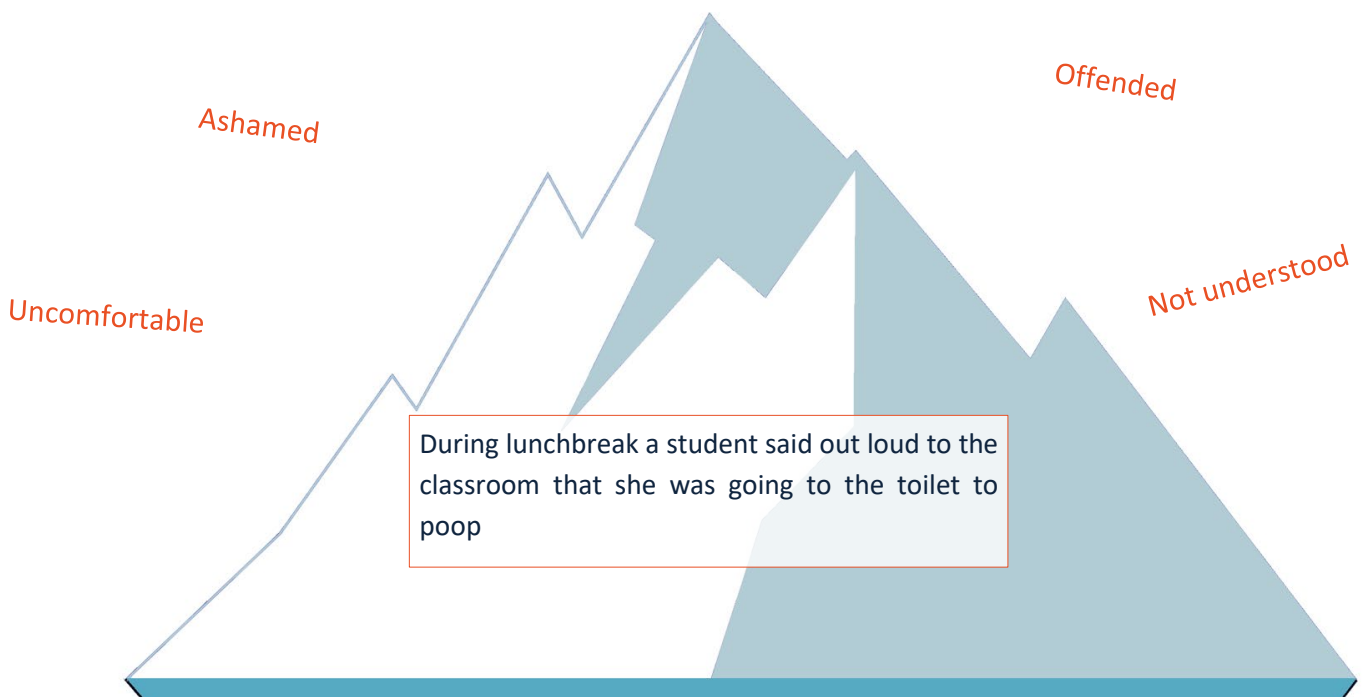 Offended
Ashamed
Not understood
Uncomfortable
During lunchbreak a student said out loud to the
classroom that she was going to the toilet to
poop